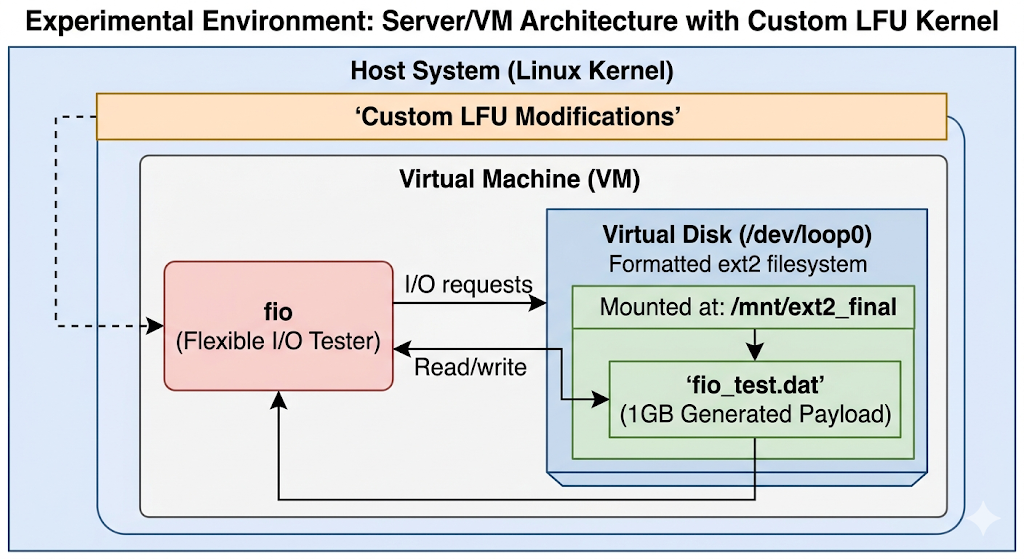 Experimental Environment: Server/VM Architecture with Custom LFU Kernel
Host System (Linux Kernel)
‘Custom LFU Modifications’
Virtual Machine (VM)
Virtual Disk (/dev/loop0)
Formatted ext2 filesystem
I/O requests
Mounted at: /mnt/ext2_final
fio
(Flexible I/O Tester)
Read/write
‘fio_test.dat’
(1GB Generated Payload)